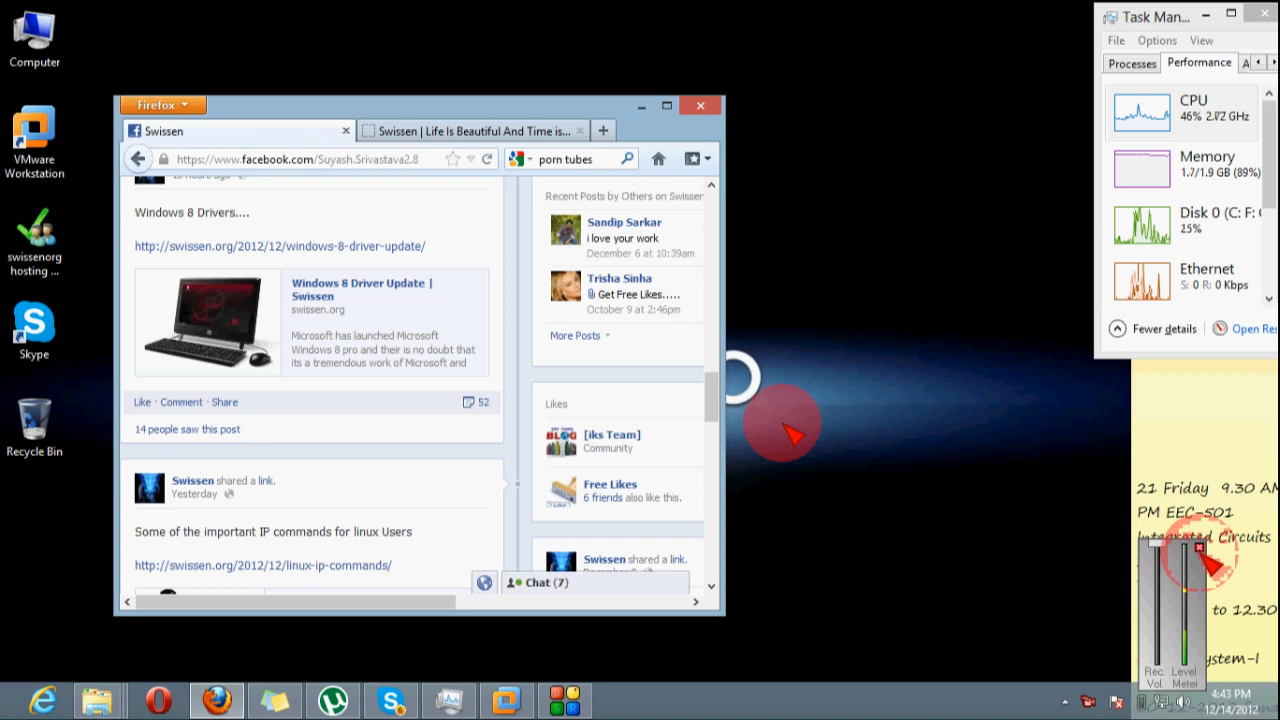 Computer
VMware
Workstation
swissenorg
hosting ...
Skype
Recycle Bin
Firefox
Swissen
Swissen | Life Is Beautiful And Time is...
https://www.facebook.com/Suyash.Srivastava2.8
porn tubes
Windows 8 Drivers....
http://swissen.org/2012/12/windows-8-driver-update/
Windows 8 Driver Update |
Swissen
swissen.org
Microsoft has launched Microsoft
Windows 8 pro and their is no doubt that
its a tremendous work of Microsoft and
Like · Comment · Share
52
14 people saw this post
Swissen shared a link.
Yesterday
Some of the important IP commands for linux Users
http://swissen.org/2012/12/linux-ip-commands/
Recent Posts by Others on Swissen
Sandip Sarkar
i love your work
December 6 at 10:39am
Trisha Sinha
Get Free Likes.....
October 9 at 2:46pm
More Posts
Likes
[iks Team]
Community
Free Likes
6 friends also like this.
Swissen shared a link.
Chat (7)
Task Man...
File Options View
Processes Performance A
CPU
46% 2.72 GHz
Memory
1.7/1.9 GB (89%)
Disk 0 (C: F:
25%
Ethernet
S: 0 R: 0 Kbps
Fewer details
Open Res
21 Friday 9.30 AM
PM EEC-501
Integrated Circuits
to 12.30
ystem-I
Rec. Level
Vol. Meter
4:43 PM
12/14/2012